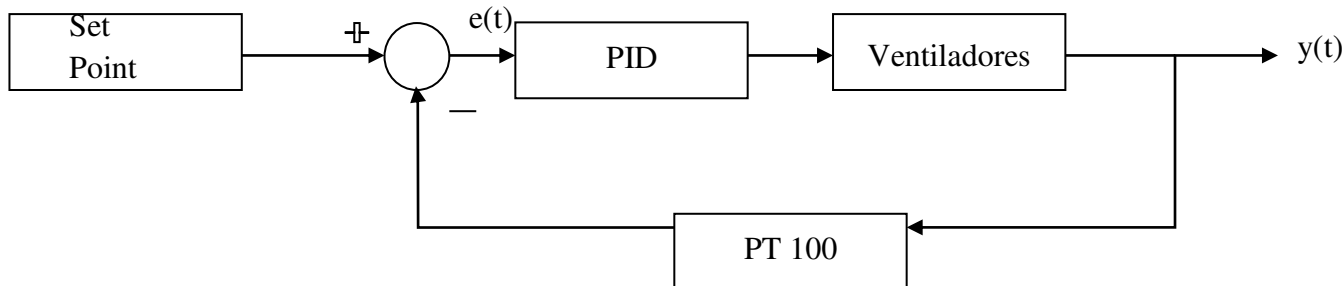 Set
Point
+
e(t)
PID
Ventiladores
y(t)
—
PT 100